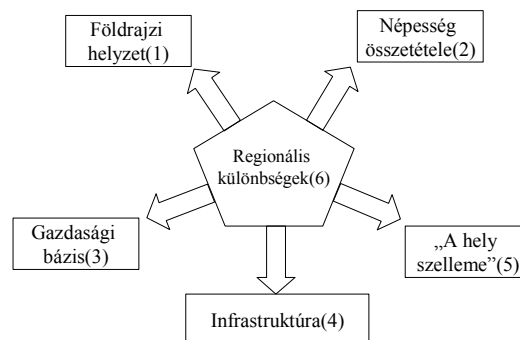 Földrajzi
helyzet(1)
Népesség
összetétele(2)
Regionális
különbségek(6)
Gazdasági
bázis(3)
„A hely
szelleme”(5)
Infrastruktúra(4)